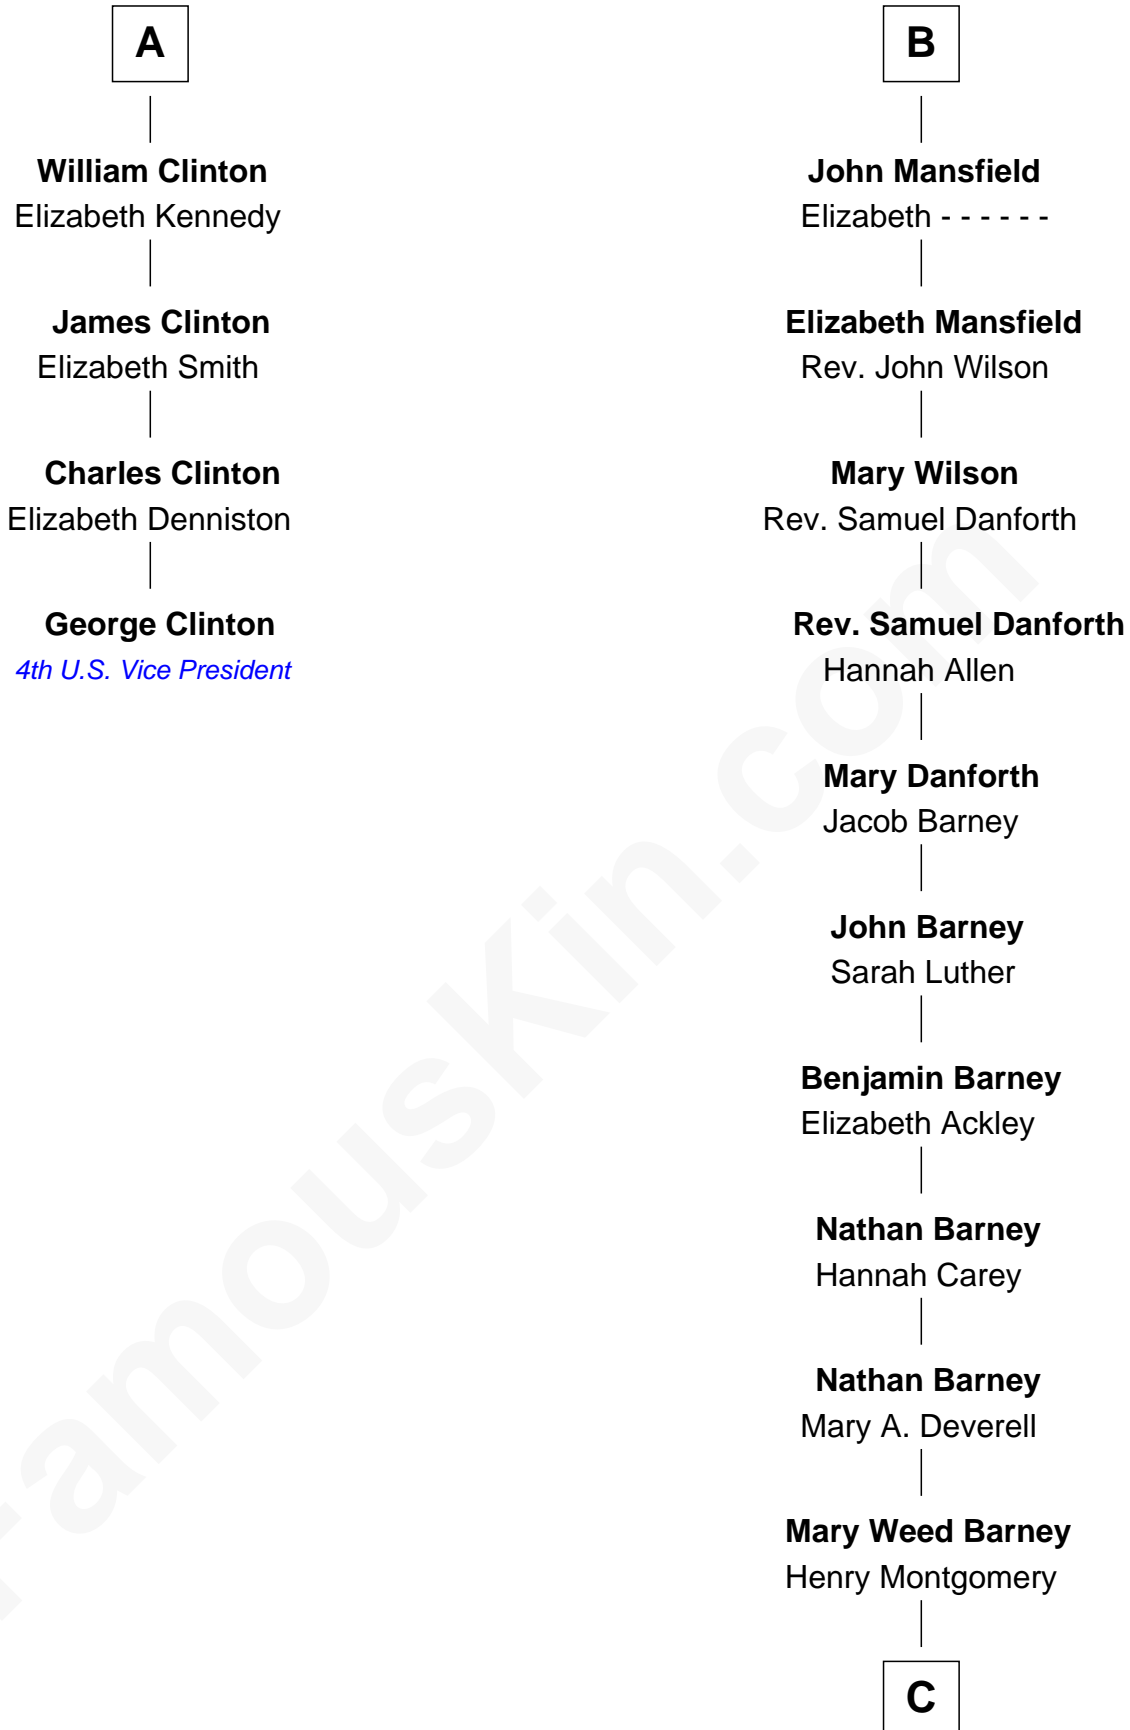 A
William Clinton
Elizabeth Kennedy
James Clinton
Elizabeth Smith
Charles Clinton
Elizabeth Denniston
George Clinton
4th U.S. Vice President
B
John Mansfield
Elizabeth - - - - - -
Elizabeth Mansfield
Rev. John Wilson
Mary Wilson
Rev. Samuel Danforth
Rev. Samuel Danforth
Hannah Allen
Mary Danforth
Jacob Barney
John Barney
Sarah Luther
Benjamin Barney
Elizabeth Ackley
Nathan Barney
Hannah Carey
Nathan Barney
Mary A. Deverell
Mary Weed Barney
Henry Montgomery
C
FamousKin.com